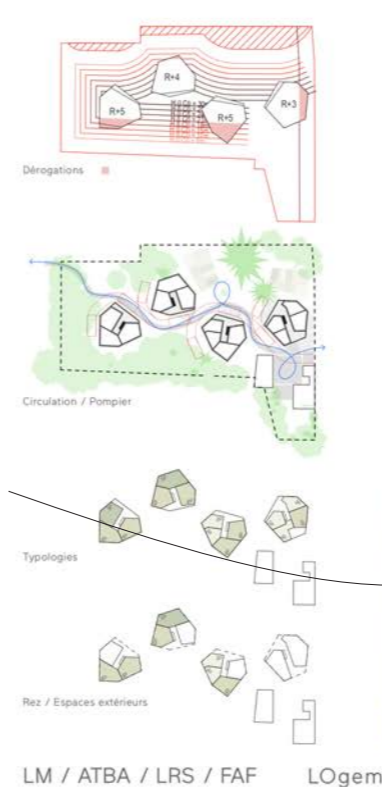 R+4
R+5
R+5
R+3
Dérogations
Circulation / Pompier
Typologies
Rez / Espaces extérieurs
LM / ATBA / LRS / FAF LOgem